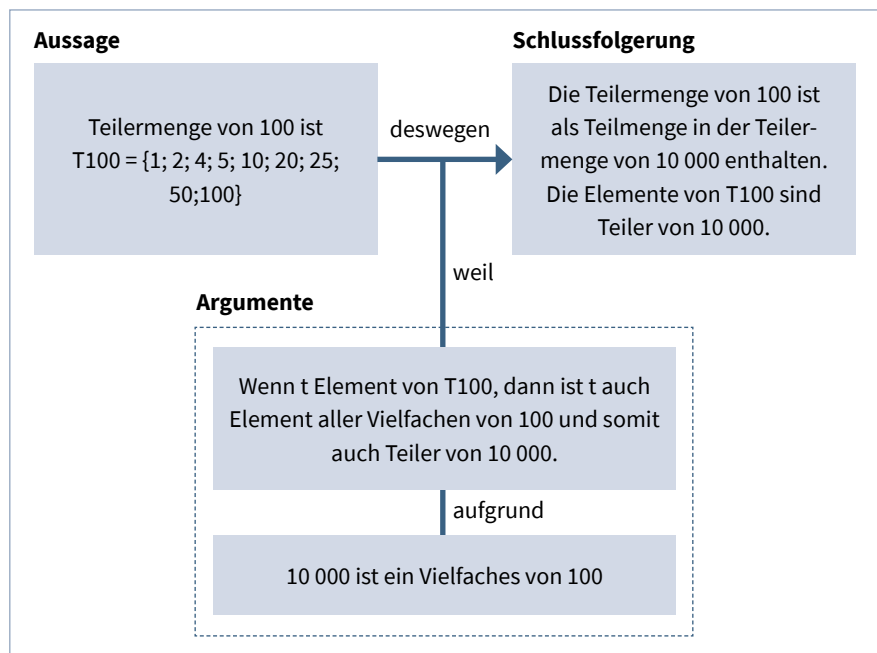 Aussage
Teilermenge von 100 ist
T100 = {1; 2; 4; 5; 10; 20; 25;
50;100}
deswegen
Schlussfolgerung
Die Teilermenge von 100 ist
als Teilmenge in der Teiler-
menge von 10 000 enthalten.
Die Elemente von T100 sind
Teiler von 10 000.
weil
Argumente
Wenn t Element von T100, dann ist t auch
Element aller Vielfachen von 100 und somit
auch Teiler von 10 000.
aufgrund
10 000 ist ein Vielfaches von 100